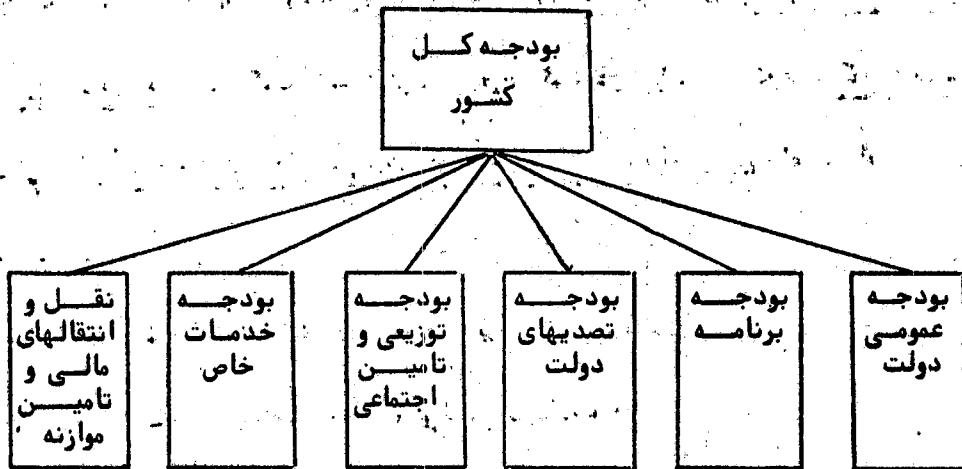 بودجه کل
کشور
بودجه
عمومی
دولت
بودجه
برنامه
بودجه
تصدیهای
دولت
بودجه
توزیعی و
تامین
اجتماعی
بودجه
خدمات
خاص
نقل و
انتقالهای
مالی و
تامین
موازنه